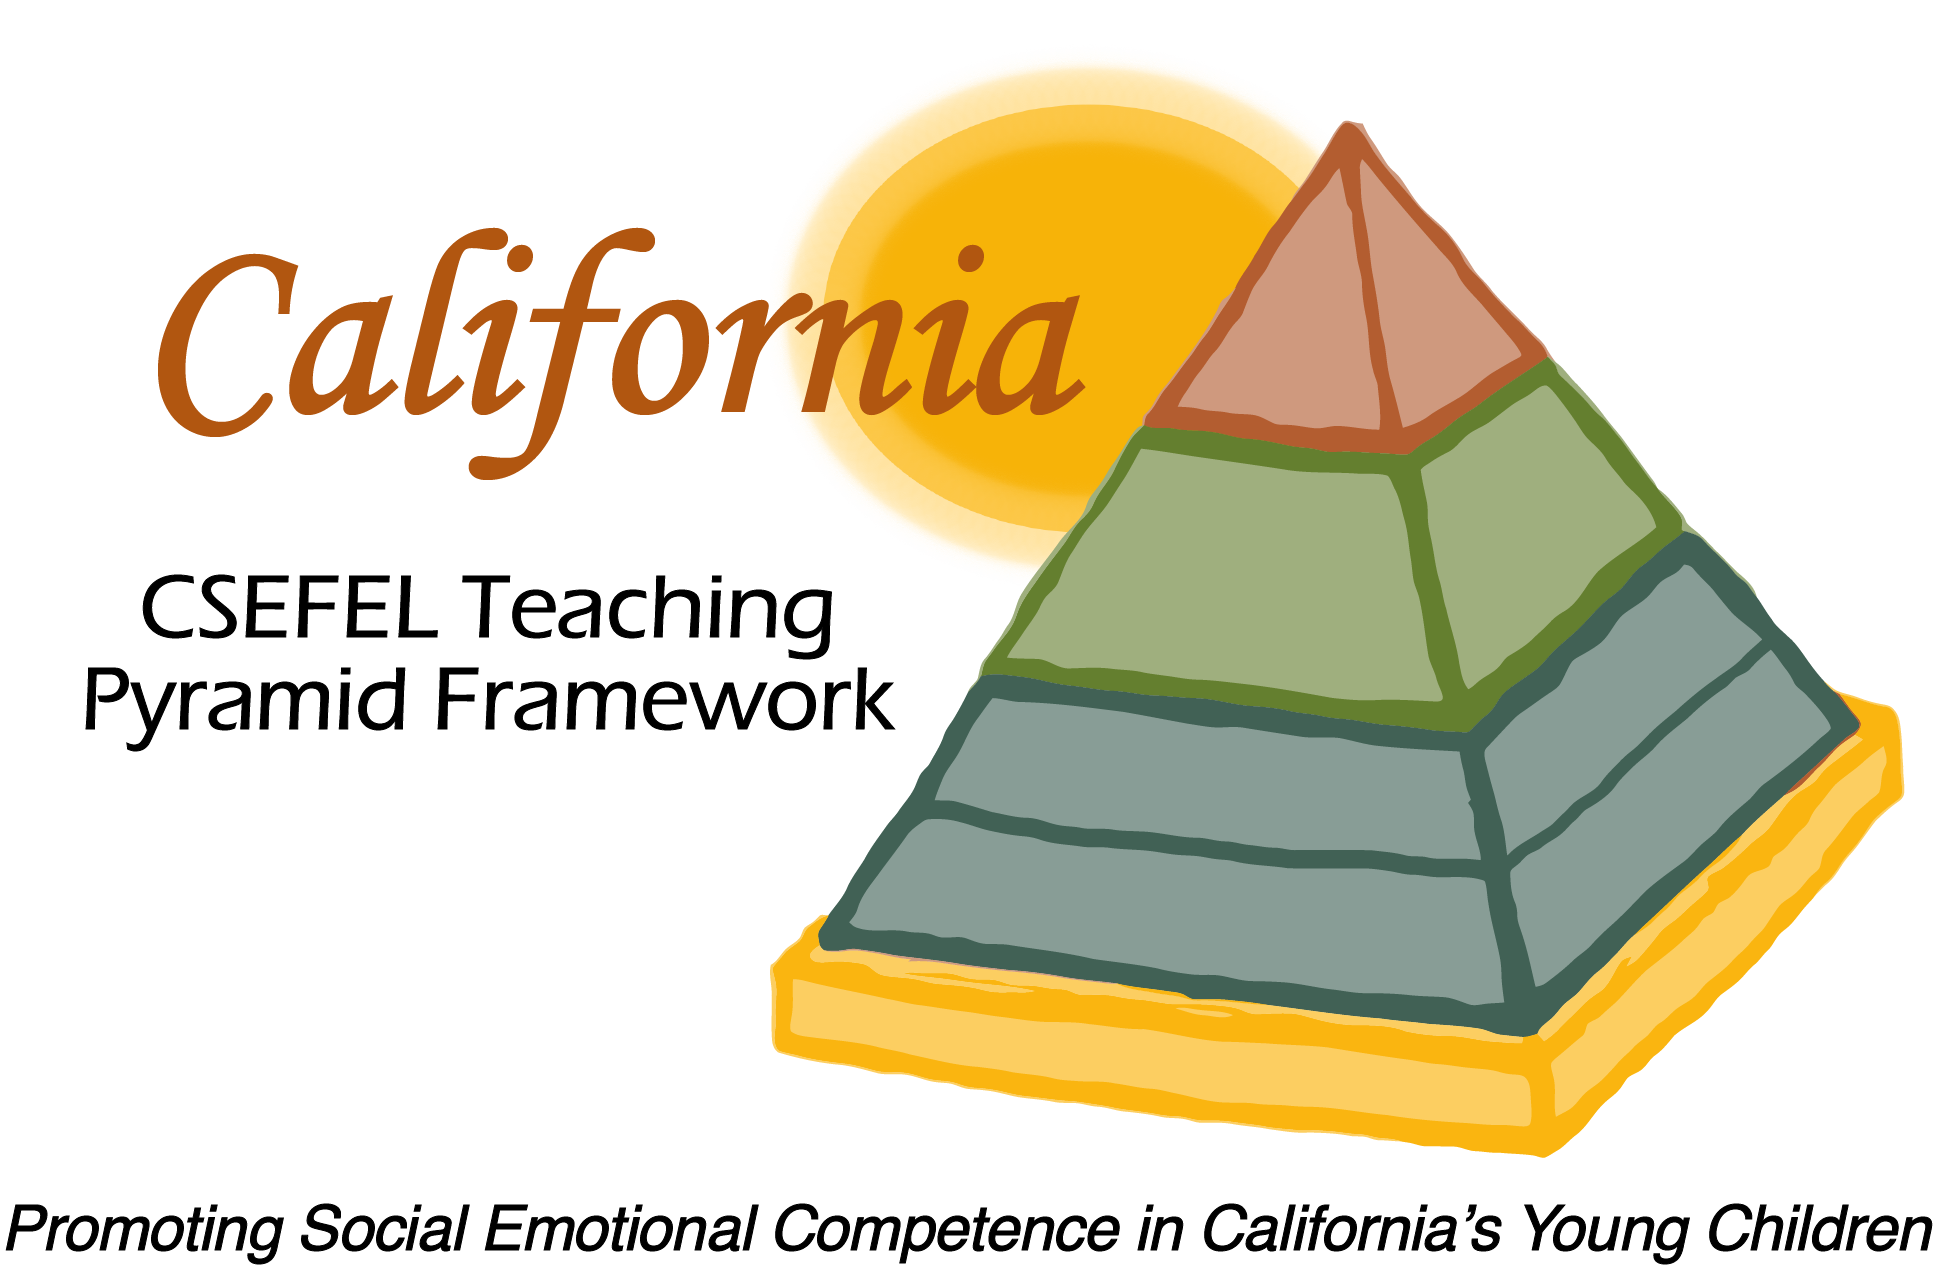 California
CSEFEL Teaching
Pyramid Framework
Promoting Social Emotional Competence in California’s Young Children